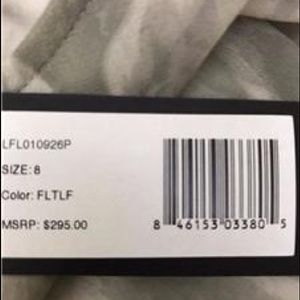 LFL010926P
SIZE: 8
Color: FLTLF
MSRP: $295.00
8 46153 03380 5